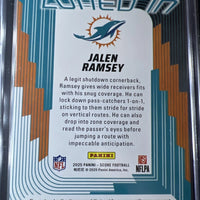 ZONED IN
JALEN
RAMSEY
A legit shutdown cornerback,
Ramsey gives wide receivers fits
with his snug coverage. He can
lock down pass-catchers 1-on-1,
sticking to them stride for stride
on vertical routes. He can also
drop into zone coverage and
read the passer's eyes before
jumping a route with
impeccable anticipation.
PANINI
NFL
NFLPA
2025 PANINI - SCORE FOOTBALL
© 2025 Panini America, Inc.